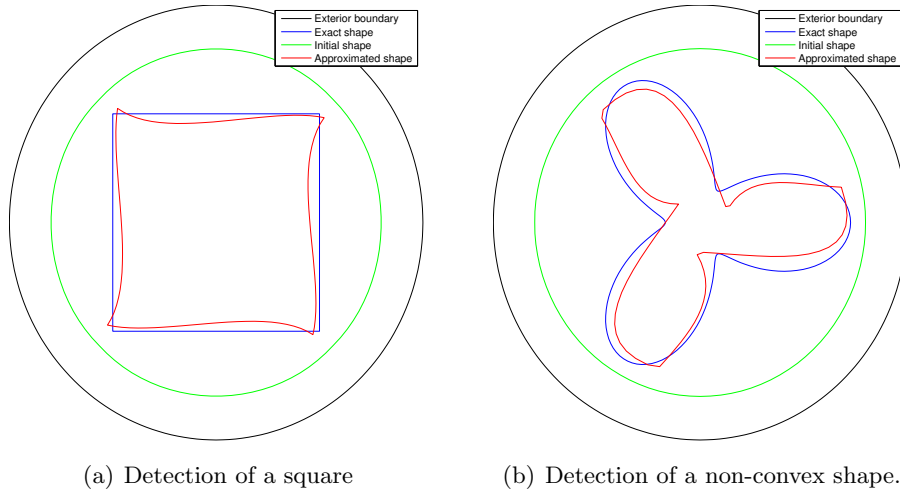 Exterior boundary
Exact shape
Initial shape
Approximated shape
Exterior boundary
Exact shape
Initial shape
Approximated shape
(a) Detection of a square
(b) Detection of a non-convex shape.